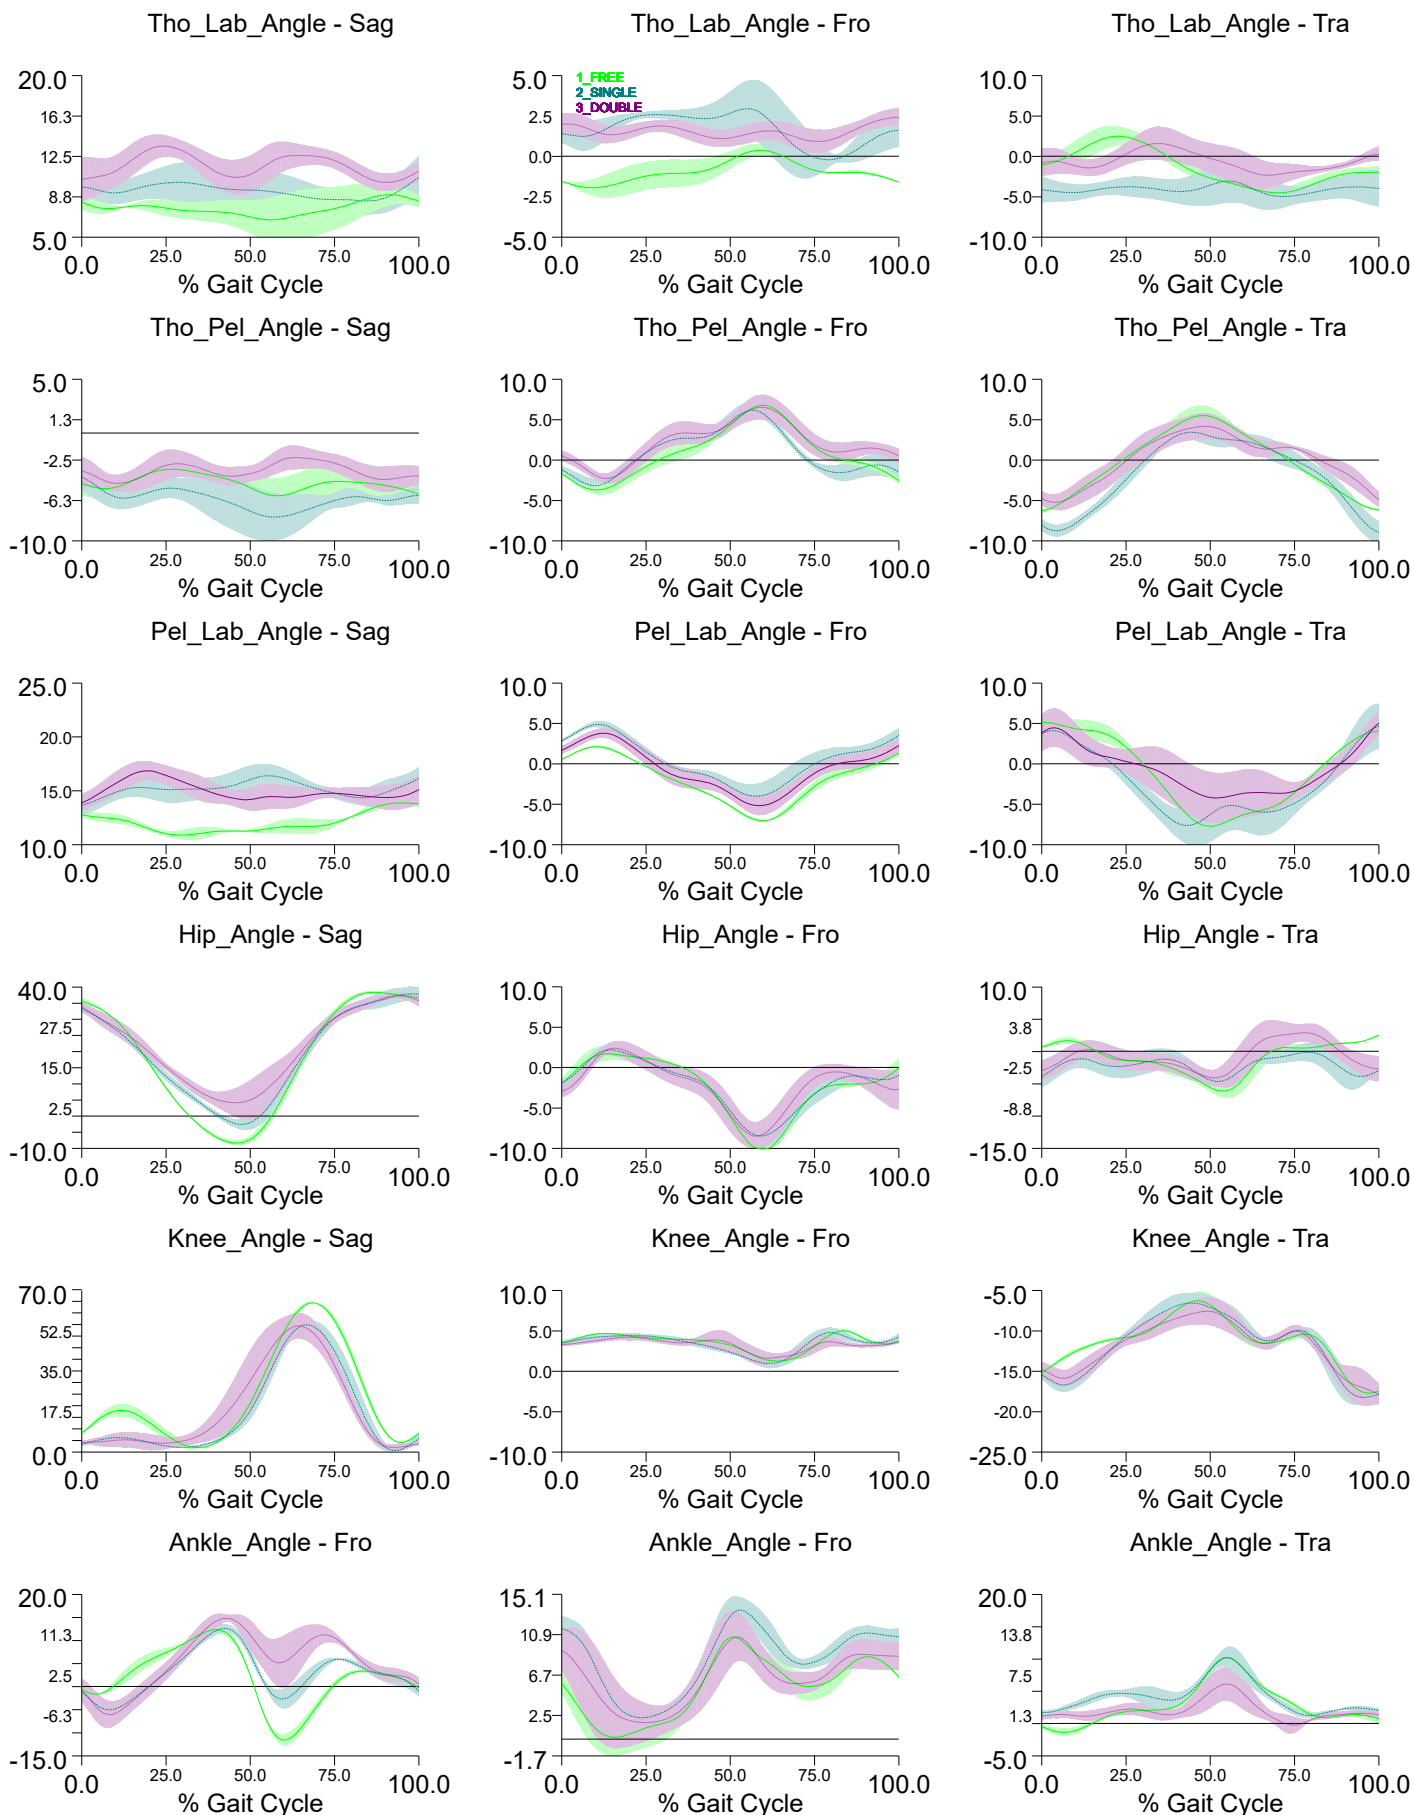 Tho_Lab_Angle - Sag
20.0
16.3
12.5
8.8
5.0
0.0 25.0 50.0 75.0 100.0
% Gait Cycle
Tho_Lab_Angle - Fro
1_FREE
2_SINGLE
3_DOUBLE
5.0
2.5
0.0
-2.5
-5.0
0.0 25.0 50.0 75.0 100.0
% Gait Cycle
Tho_Lab_Angle - Tra
10.0
5.0
0.0
-5.0
-10.0
0.0 25.0 50.0 75.0 100.0
% Gait Cycle
Tho_Pel_Angle - Sag
5.0
1.3
-2.5
-6.3
-10.0
0.0 25.0 50.0 75.0 100.0
% Gait Cycle
Tho_Pel_Angle - Fro
10.0
5.0
0.0
-5.0
-10.0
0.0 25.0 50.0 75.0 100.0
% Gait Cycle
Tho_Pel_Angle - Tra
10.0
5.0
0.0
-5.0
-10.0
0.0 25.0 50.0 75.0 100.0
% Gait Cycle
Pel_Lab_Angle - Sag
25.0
20.0
15.0
10.0
0.0 25.0 50.0 75.0 100.0
% Gait Cycle
Pel_Lab_Angle - Fro
10.0
5.0
0.0
-5.0
-10.0
0.0 25.0 50.0 75.0 100.0
% Gait Cycle
Pel_Lab_Angle - Tra
10.0
5.0
0.0
-5.0
-10.0
0.0 25.0 50.0 75.0 100.0
% Gait Cycle
Hip_Angle - Sag
40.0
27.5
15.0
2.5
-10.0
0.0 25.0 50.0 75.0 100.0
% Gait Cycle
Hip_Angle - Fro
10.0
5.0
0.0
-5.0
-10.0
0.0 25.0 50.0 75.0 100.0
% Gait Cycle
Hip_Angle - Tra
10.0
3.8
-2.5
-8.8
-15.0
0.0 25.0 50.0 75.0 100.0
% Gait Cycle
Knee_Angle - Sag
70.0
52.5
35.0
17.5
0.0
0.0 25.0 50.0 75.0 100.0
% Gait Cycle
Knee_Angle - Fro
10.0
5.0
0.0
-5.0
-10.0
0.0 25.0 50.0 75.0 100.0
% Gait Cycle
Knee_Angle - Tra
-5.0
-10.0
-15.0
-20.0
-25.0
0.0 25.0 50.0 75.0 100.0
% Gait Cycle
Ankle_Angle - Fro
20.0
11.3
2.5
-6.3
-15.0
0.0 25.0 50.0 75.0 100.0
% Gait Cycle
Ankle_Angle - Fro
15.1
10.9
6.7
2.5
-1.7
0.0 25.0 50.0 75.0 100.0
% Gait Cycle
Ankle_Angle - Tra
20.0
13.8
7.5
1.3
-5.0
0.0 25.0 50.0 75.0 100.0
% Gait Cycle